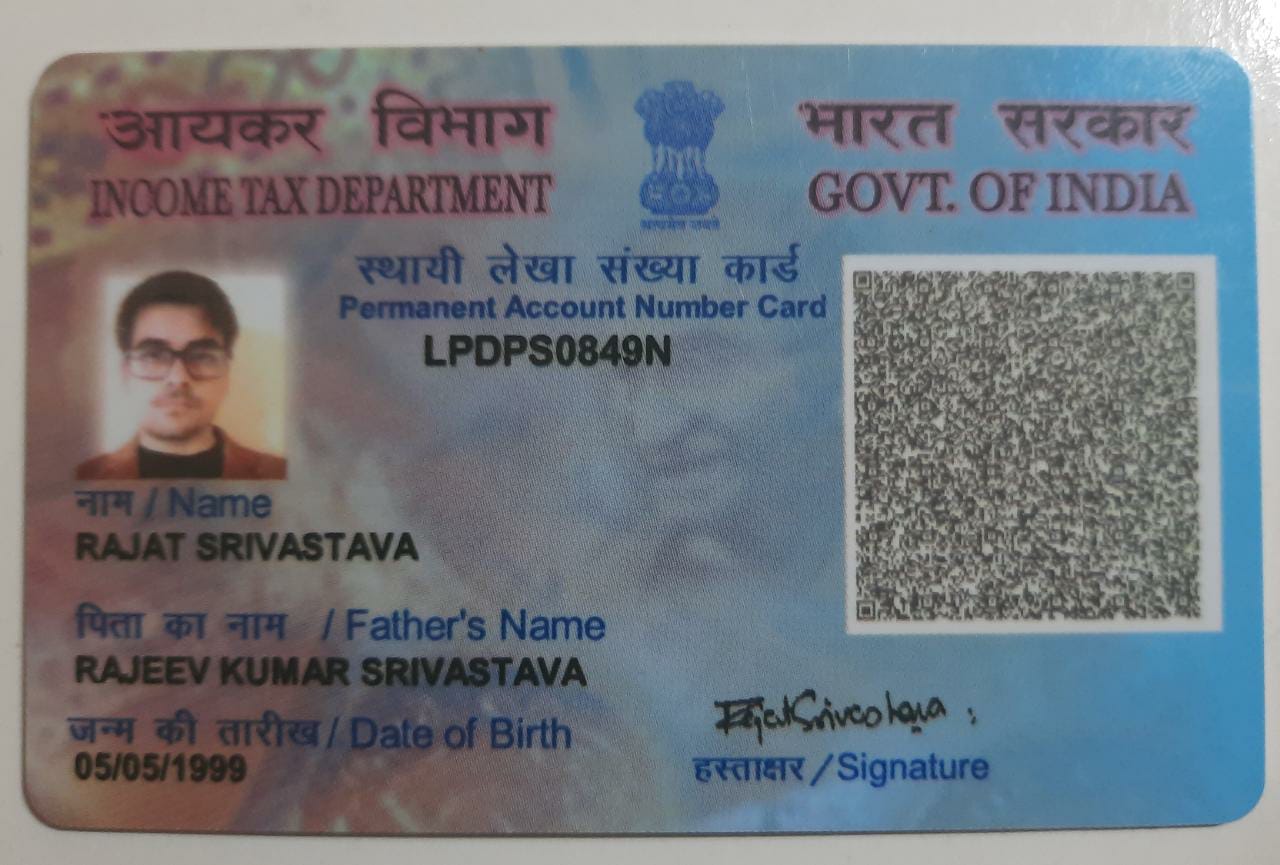 आयकर विभाग
INCOME TAX DEPARTMENT
भारत सरकार
GOVT. OF INDIA
सत्यमेव जयते
स्थायी लेखा संख्या कार्ड
Permanent Account Number Card
LPDPS0849N
नाम / Name
RAJAT SRIVASTAVA
पिता का नाम / Father's Name
RAJEEV KUMAR SRIVASTAVA
जन्म की तारीख / Date of Birth
05/05/1999
हस्ताक्षर / Signature